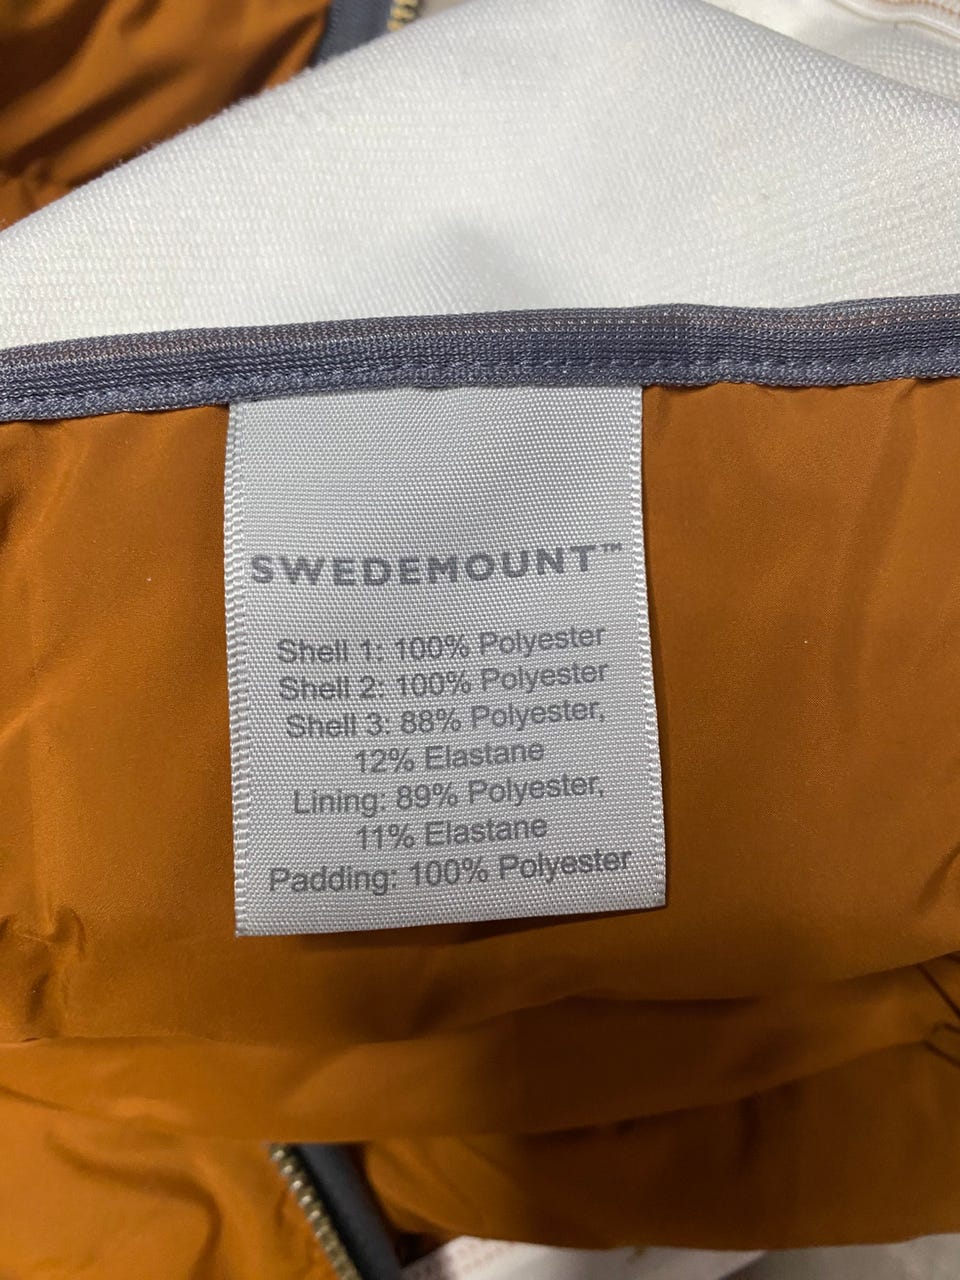 SWEDEMOUNT™
Shell 1: 100% Polyester
Shell 2: 100% Polyester
Shell 3: 88% Polyester,
12% Elastane
Lining: 89% Polyester,
11% Elastane
Padding: 100% Polyester